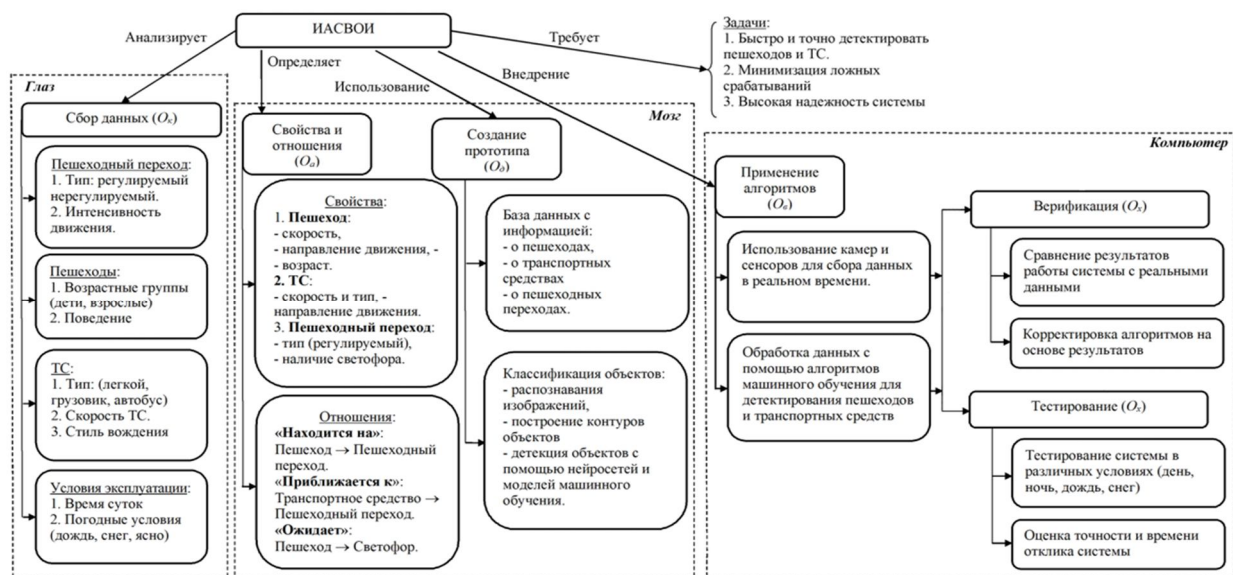 ИАСВОИ
Анализирует
Определяет
Использование
Внедрение
Требует
Задачи:
1. Быстро и точно детектировать
пешеходов и ТС.
2. Минимизация ложных
срабатываний
3. Высокая надежность системы
Глаз
Сбор данных (Oк)
Пешеходный переход:
1. Тип: регулируемый
нерегулируемый.
2. Интенсивность
движения.
Пешеходы:
1. Возрастные группы
(дети, взрослые)
2. Поведение
ТС:
1. Тип: (легкой,
грузовик, автобус)
2. Скорость ТС.
3. Стиль вождения
Условия эксплуатации:
1. Время суток
2. Погодные условия
(дождь, снег, ясно)
Мозг
Свойства и
отношения
(Oа)
Свойства:
1. Пешеход:
- скорость,
- направление движения, -
- возраст.
2. ТС:
- скорость и тип, -
направление движения.
3. Пешеходный переход:
- тип (регулируемый),
- наличие светофора.
Отношения:
«Находится на»:
Пешеход → Пешеходный
переход.
«Приближается к»:
Транспортное средство →
Пешеходный переход.
«Ожидает»:
Пешеход → Светофор.
Создание
прототипа
(Oд)
База данных с
информацией:
- о пешеходах,
- о транспортных
средствах
- о пешеходных
переходах.
Классификация объектов:
- распознавания
изображений,
- построение контуров
объектов
- детекция объектов с
помощью нейросетей и
моделей машинного
обучения.
Компьютер
Применение
алгоритмов
(Oв)
Использование камер и
сенсоров для сбора данных
в реальном времени.
Обработка данных с
помощью алгоритмов
машинного обучения для
детектирования пешеходов
и транспортных средств
Верификация (Oх)
Сравнение результатов
работы системы с реальными
данными
Корректировка алгоритмов на
основе результатов
Тестирование (Oх)
Тестирование системы в
различных условиях (день,
ночь, дождь, снег)
Оценка точности и времени
отклика системы